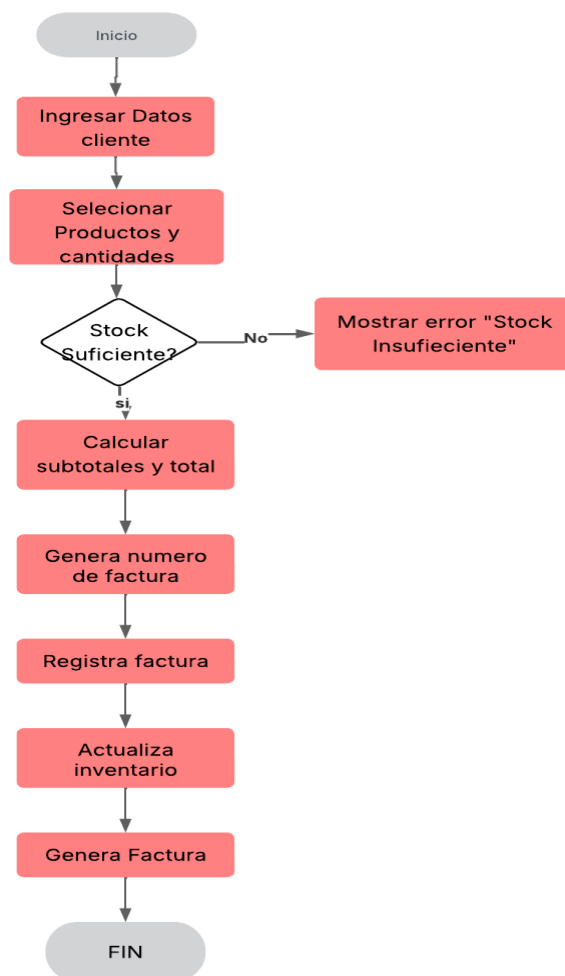 Inicio
Ingresar Datos
cliente
Selecionar
Productos y
cantidades
Stock
Suficiente?
No
Mostrar error "Stock
Insufieciente"
si,
Calcular
subtotales y total
Genera numero
de factura
Registra factura
Actualiza
inventario
Genera Factura
FIN